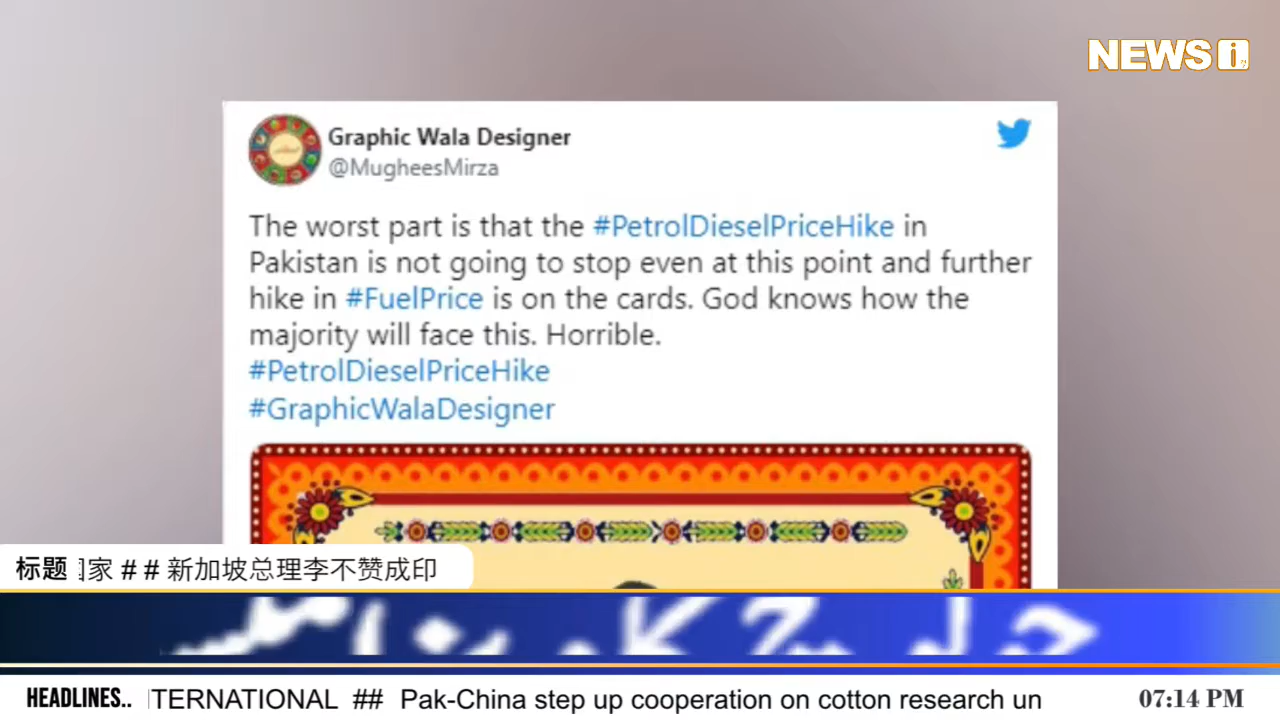 NEWS i
Graphic Wala Designer
@MugheesMirza
The worst part is that the #PetrolDieselPriceHike in
Pakistan is not going to stop even at this point and further
hike in #FuelPrice is on the cards. God knows how the
majority will face this. Horrible.
#PetrolDieselPriceHike
#GraphicWalaDesigner
标题 家 # # 新加坡总理李不赞成印
HEADLINES.. TERNATIONAL ## Pak-China step up cooperation on cotton research un
07:14 PM